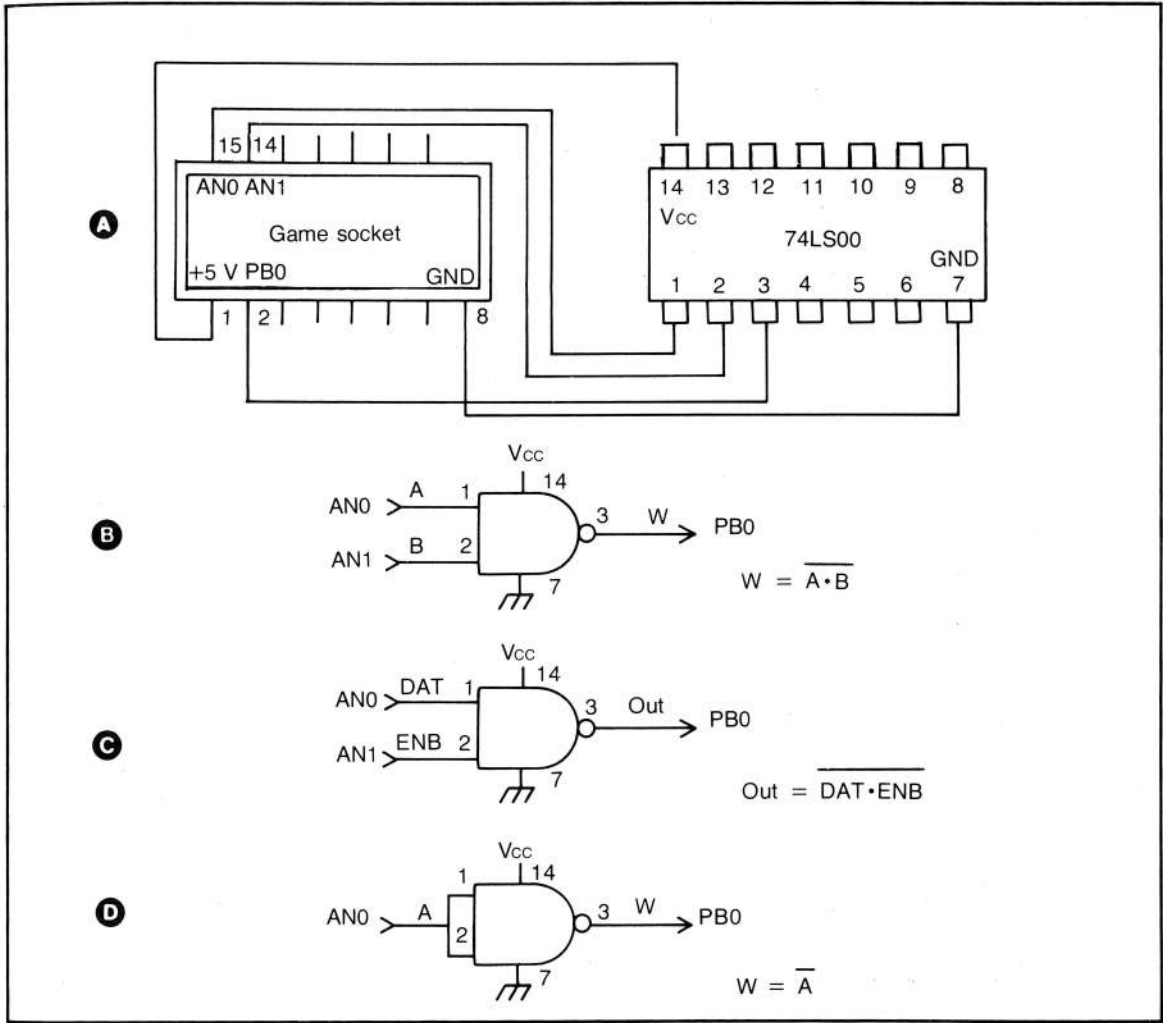 A
15 14
AN0 AN1
Game socket
+5 V PB0
GND
1 2 8
14 13 12 11 10 9 8
Vcc
74LS00
GND
1 2 3 4 5 6 7
B
Vcc
14
AN0 A 1
3 W PB0
AN1 B 2
7
W = A•B
C
Vcc
14
AN0 DAT 1
3 Out PB0
AN1 ENB 2
7
Out = DAT•ENB
D
Vcc
1 14
AN0 A
3 W PB0
2
7
W = A